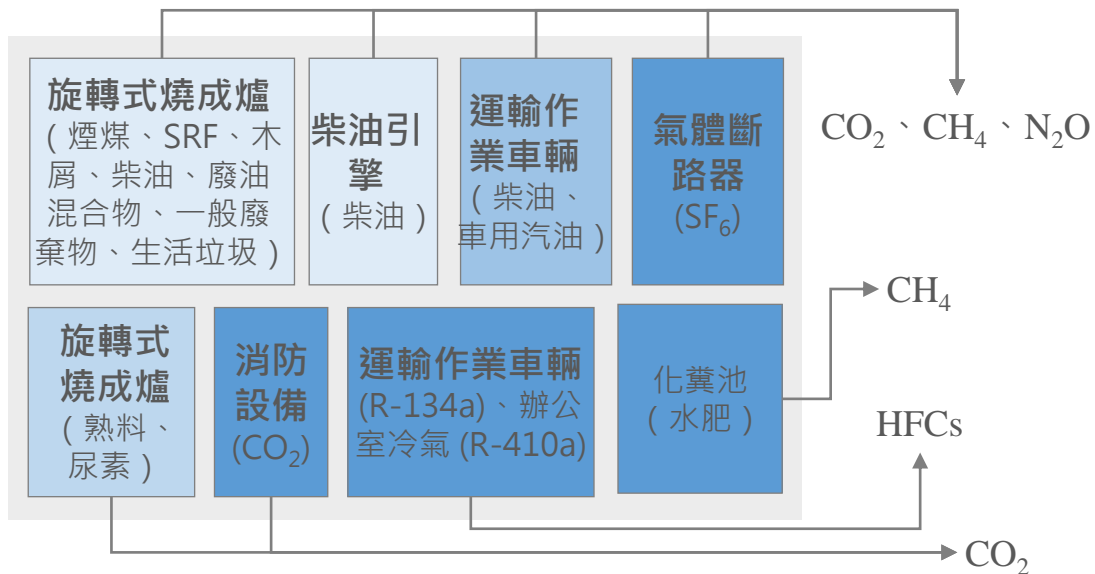 旋轉式燒成爐
（煙煤、SRF、木
屑、柴油、廢油
混合物、一般廢
棄物、生活垃圾）
柴油引
擎
（柴油）
運輸作
業車輛
（柴油、
車用汽油）
氣體斷
路器
(SF₆)
CO₂、CH₄、N₂O
旋轉式
燒成爐
（熟料、
尿素）
消防
設備
(CO₂)
運輸作業車輛
(R-134a)、辦公
室冷氣 (R-410a)
化糞池
（水肥）
CH₄
HFCs
CO₂